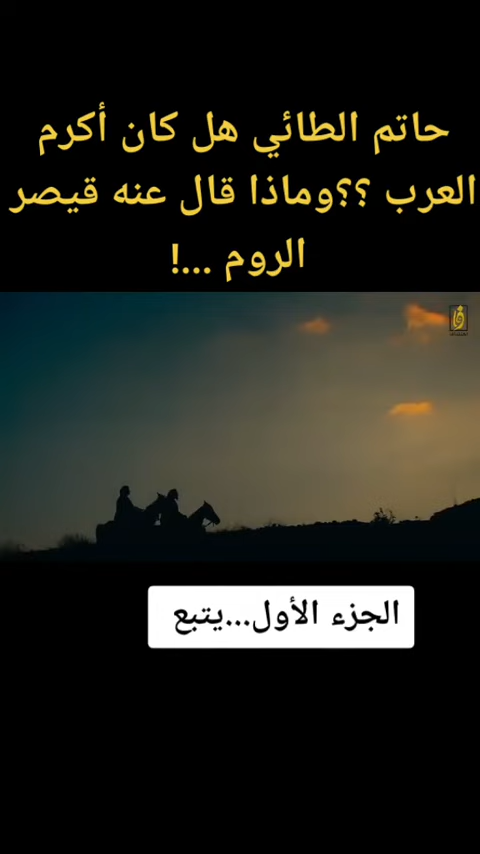 حاتم الطائي هل كان أكرم
العرب ؟؟وماذا قال عنه قيصر
الروم ...!
الجزء الأول...يتبع